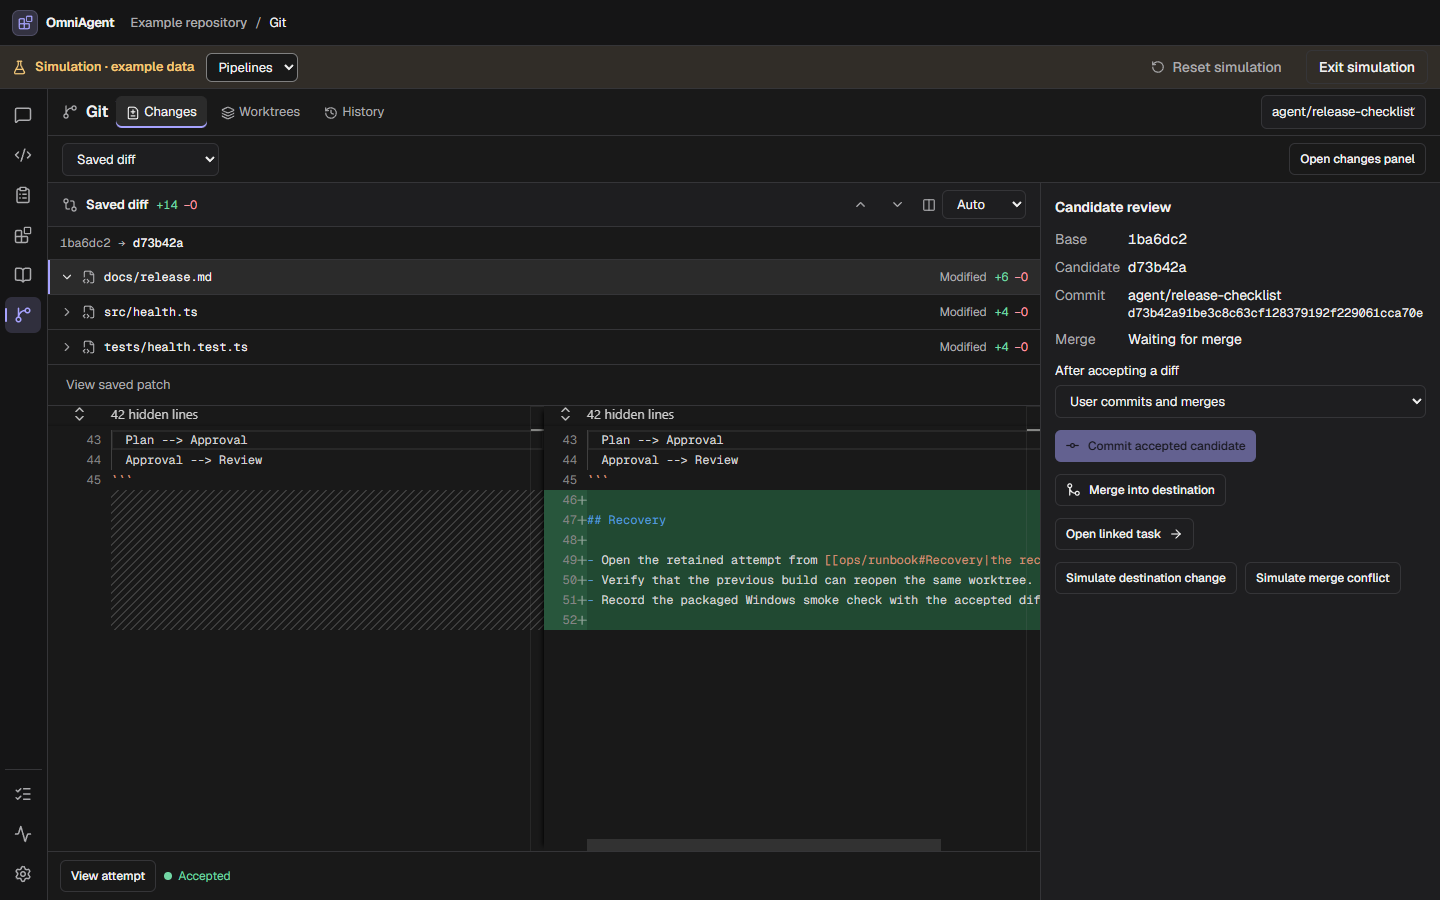 OmniAgent Example repository / Git
Simulation · example data Pipelines Reset simulation Exit simulation
Git Changes Worktrees History agent/release-checklist
Saved diff Open changes panel
Saved diff +14 −0 Auto
1ba6dc2 → d73b42a
docs/release.md Modified +6 −0
src/health.ts Modified +4 −0
tests/health.test.ts Modified +4 −0
View saved patch
42 hidden lines
43 Plan --> Approval
44 Approval --> Review
45 ```
42 hidden lines
43 Plan --> Approval
44 Approval --> Review
45 ```
46+
47+## Recovery
48+
49+- Open the retained attempt from [[ops/runbook#Recovery|the rec
50+- Verify that the previous build can reopen the same worktree.
51+- Record the packaged Windows smoke check with the accepted dif
52+
View attempt Accepted
Candidate review
Base 1ba6dc2
Candidate d73b42a
Commit agent/release-checklist
d73b42a91be3c8c63cf128379192f229061cca70e
Merge Waiting for merge
After accepting a diff
User commits and merges
Commit accepted candidate
Merge into destination
Open linked task →
Simulate destination change Simulate merge conflict